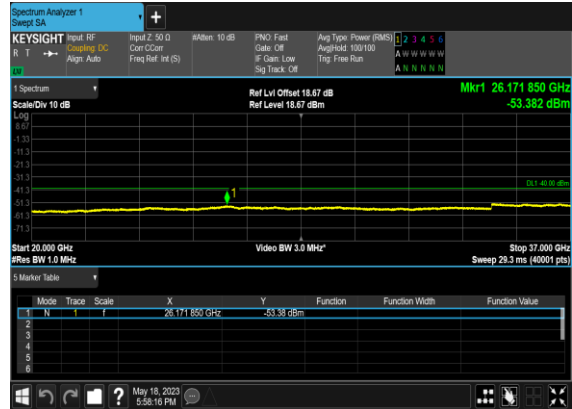 Spectrum Analyzer 1
Swept SA
+
KEYSIGHT Input: RF Input Z: 50 Ω #Atten: 10 dB PNO: Fast Avg Type: Power (RMS) 1 2 3 4 5 6
R T Coupling: DC Corr CCorr Gate: Off Avg|Hold: 100/100 A W W W W W
Align: Auto Freq Ref: Int (S) IF Gain: Low Trig: Free Run
Sig Track: Off A N N N N N
1 Spectrum Ref Lvl Offset 18.67 dB Mkr1 26.171 850 GHz
Scale/Div 10 dB Ref Level 18.67 dBm -53.382 dBm
Log
8.67
-1.33
-11.3
-21.3
-31.3
DL1 -40.00 dBm
-41.3
1
-51.3
-61.3
-71.3
Start 20.000 GHz Video BW 3.0 MHz* Stop 37.000 GHz
#Res BW 1.0 MHz Sweep 29.3 ms (40001 pts)
5 Marker Table
Mode Trace Scale X Y Function Function Width Function Value
1 N 1 f 26.171 850 GHz -53.38 dBm
2
3
4
5
6
? May 18, 2023
5:58:16 PM